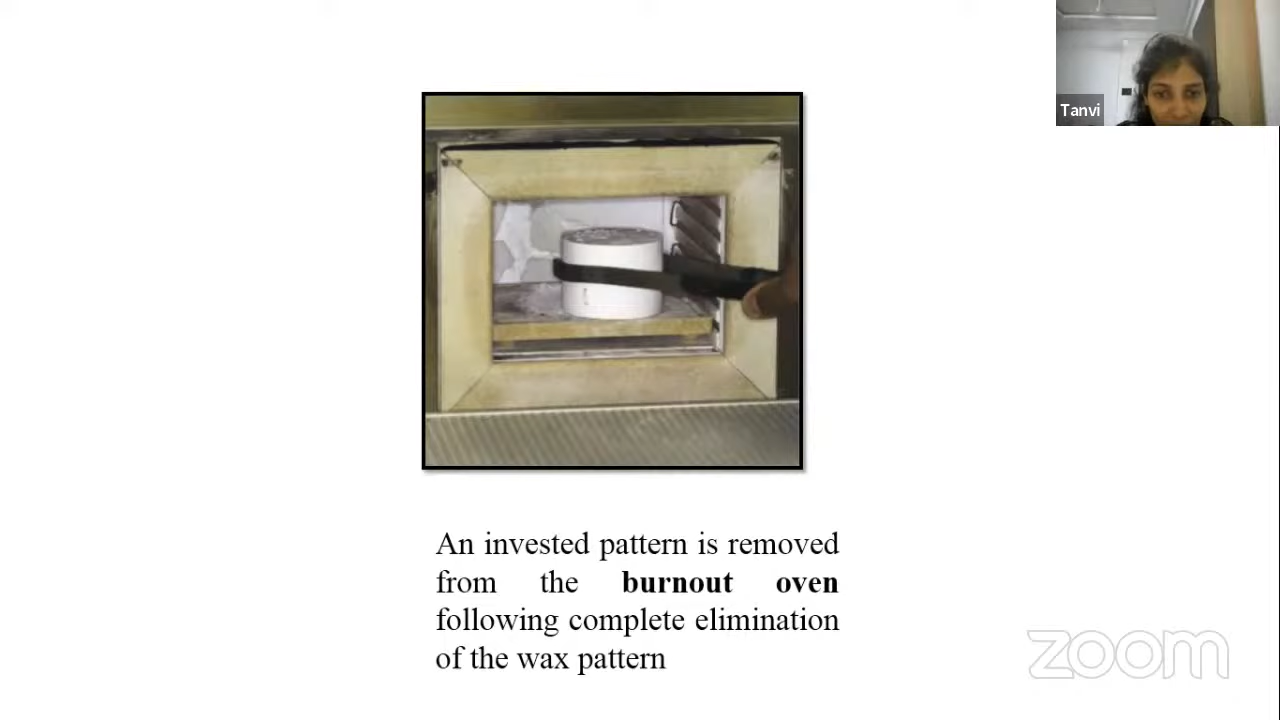 Tanvi
An invested pattern is removed
from the burnout oven
following complete elimination
of the wax pattern
zoom